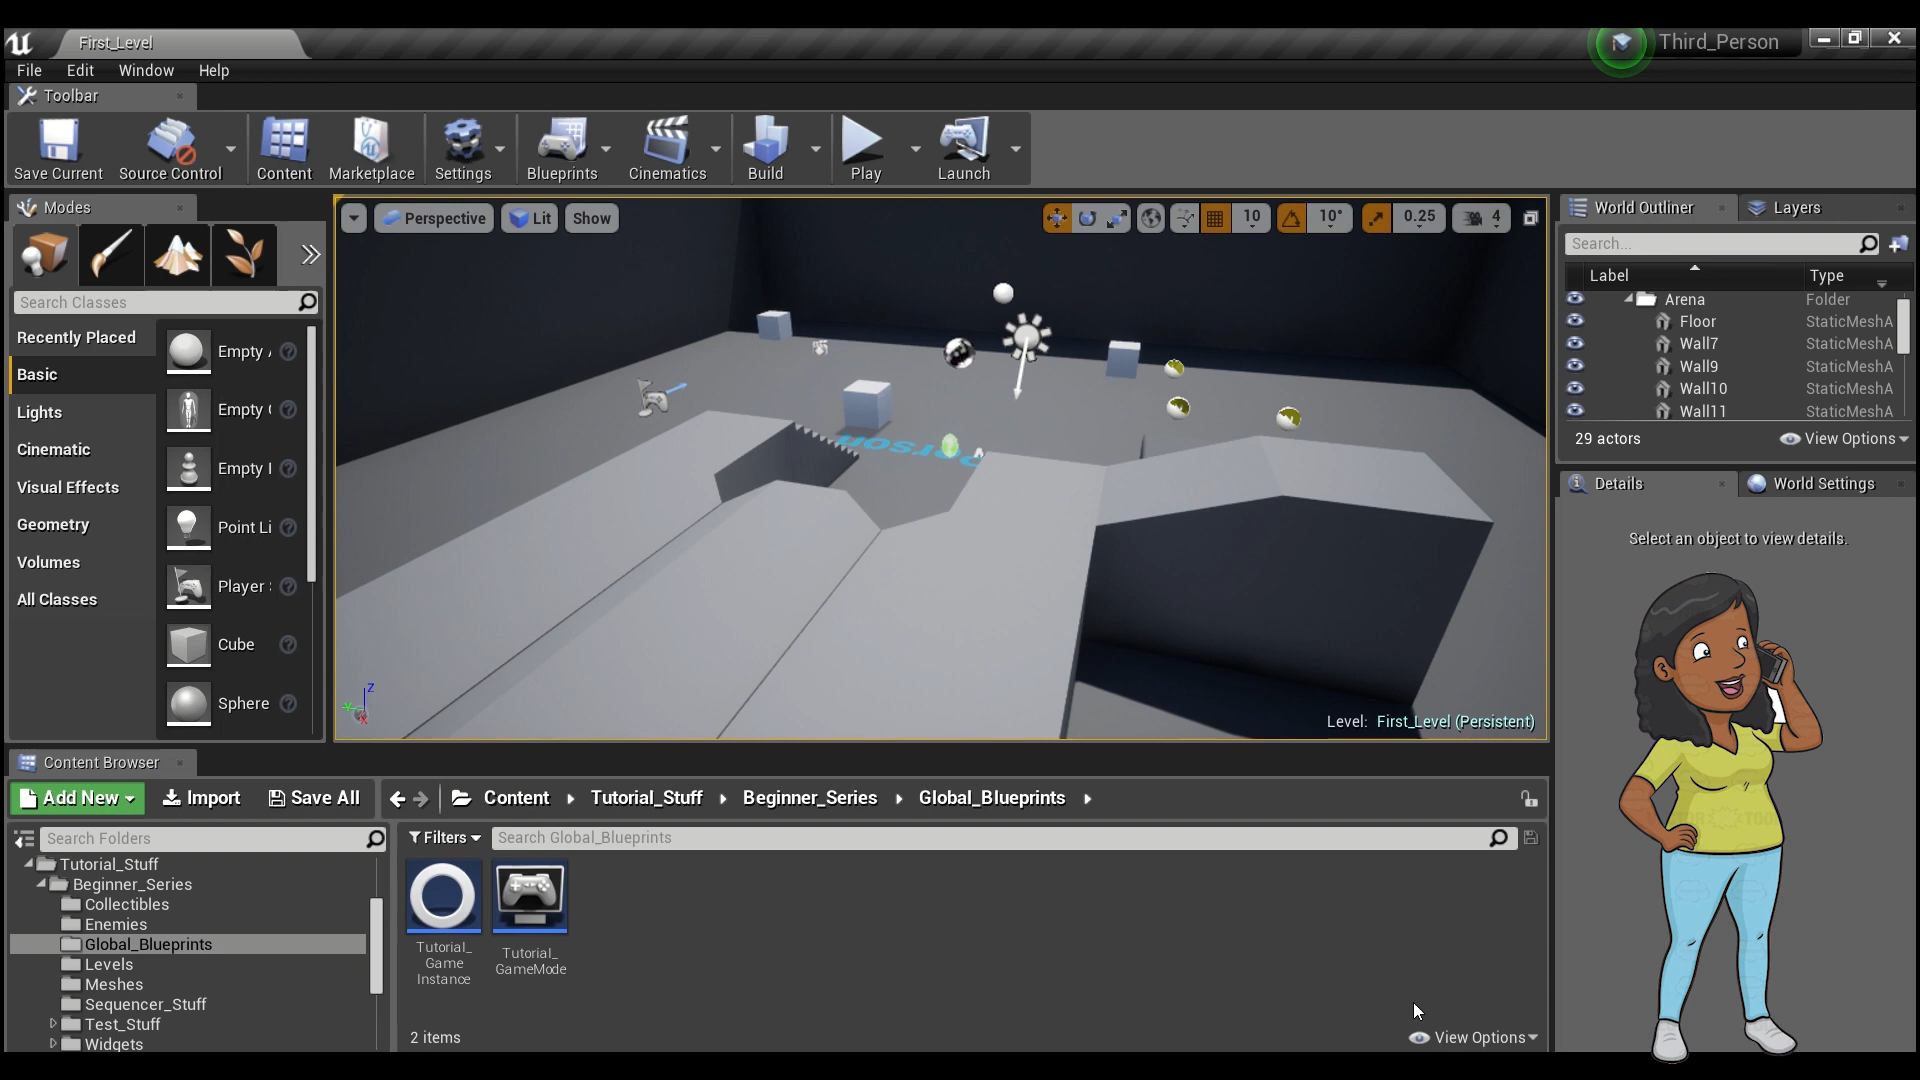 First_Level
Third_Person
File Edit Window Help
Toolbar
Save Current Source Control Content Marketplace Settings Blueprints Cinematics Build Play Launch
Modes
Search Classes
Recently Placed
Basic
Lights
Cinematic
Visual Effects
Geometry
Volumes
All Classes
Empty
Empty
Empty
Point Li
Player
Cube
Sphere
Perspective Lit Show
10 10° 0.25 4
person
Z
Level: First_Level (Persistent)
World Outliner Layers
Search...
Label Type
Arena Folder
Floor StaticMeshA
Wall7 StaticMeshA
Wall9 StaticMeshA
Wall10 StaticMeshA
Wall11 StaticMeshA
29 actors View Options
Details World Settings
Select an object to view details.
Content Browser
Add New Import Save All Content Tutorial_Stuff Beginner_Series Global_Blueprints
Search Folders
Tutorial_Stuff
Beginner_Series
Collectibles
Enemies
Global_Blueprints
Levels
Meshes
Sequencer_Stuff
Test_Stuff
Widgets
Filters Search Global_Blueprints
Tutorial_
Game
Instance
Tutorial_
GameMode
2 items View Options